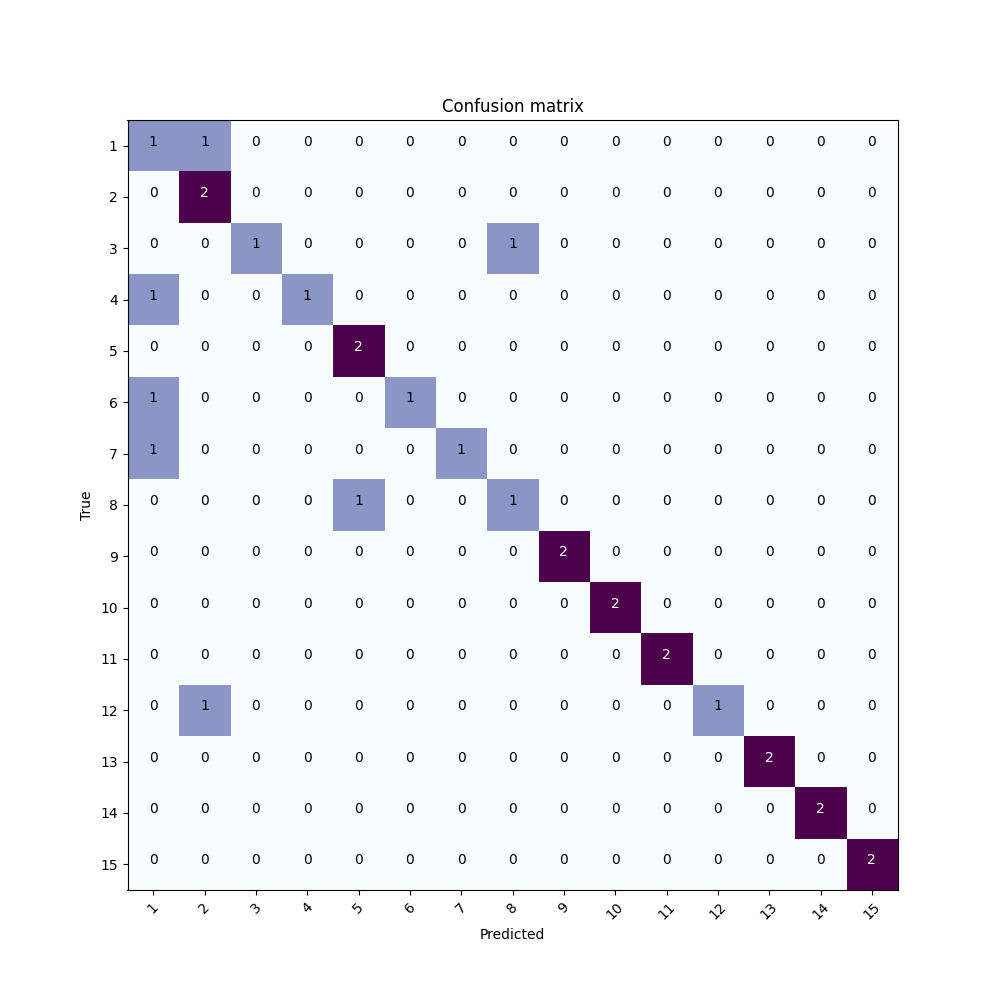 Confusion matrix
1 1 1 0 0 0 0 0 0 0 0 0 0 0 0 0
2 0 2 0 0 0 0 0 0 0 0 0 0 0 0 0
3 0 0 1 0 0 0 0 1 0 0 0 0 0 0 0
4 1 0 0 1 0 0 0 0 0 0 0 0 0 0 0
5 0 0 0 0 2 0 0 0 0 0 0 0 0 0 0
6 1 0 0 0 0 1 0 0 0 0 0 0 0 0 0
7 1 0 0 0 0 0 1 0 0 0 0 0 0 0 0
True
8 0 0 0 0 1 0 0 1 0 0 0 0 0 0 0
9 0 0 0 0 0 0 0 0 2 0 0 0 0 0 0
10 0 0 0 0 0 0 0 0 0 2 0 0 0 0 0
11 0 0 0 0 0 0 0 0 0 0 2 0 0 0 0
12 0 1 0 0 0 0 0 0 0 0 0 1 0 0 0
13 0 0 0 0 0 0 0 0 0 0 0 0 2 0 0
14 0 0 0 0 0 0 0 0 0 0 0 0 0 2 0
15 0 0 0 0 0 0 0 0 0 0 0 0 0 0 2
1 2 3 4 5 6 7 8 9 10 11 12 13 14 15
Predicted